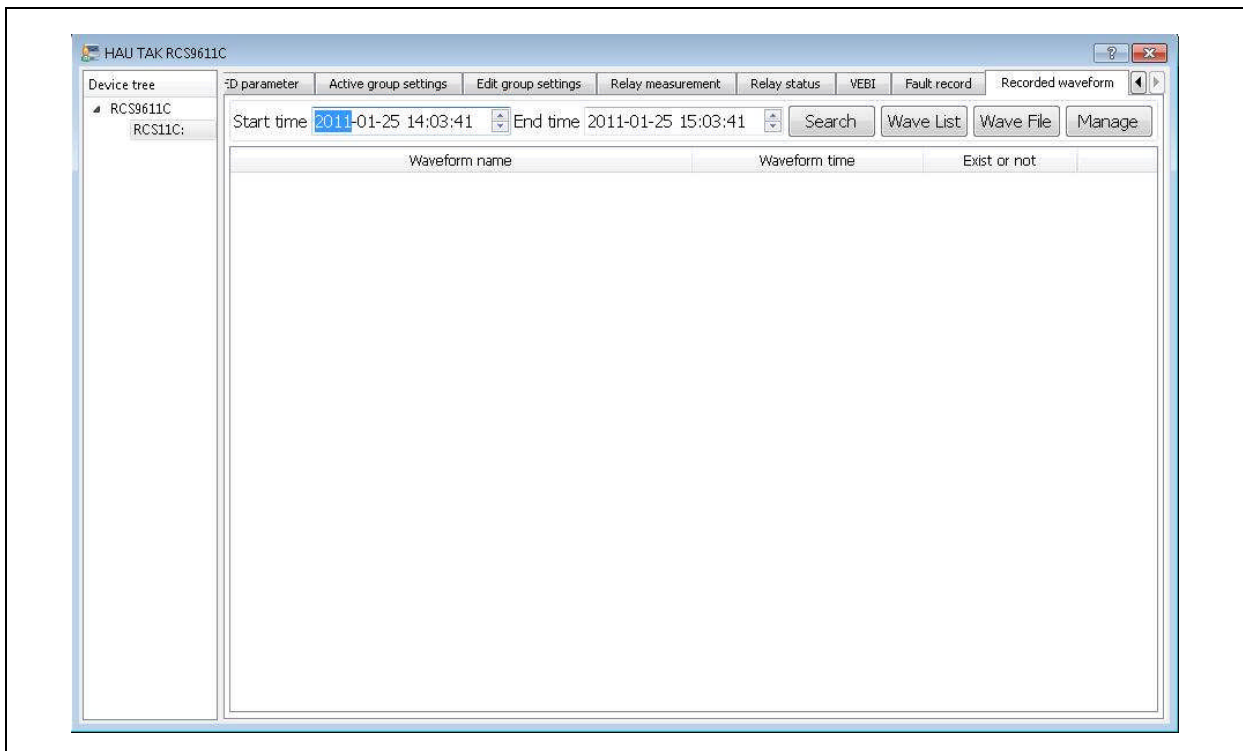 HAU TAK RCS9611C
Device tree
RCS9611C
RCS11C:
ED parameter Active group settings Edit group settings Relay measurement Relay status VEBI Fault record Recorded waveform
Start time 2011-01-25 14:03:41 End time 2011-01-25 15:03:41 Search Wave List Wave File Manage
Waveform name Waveform time Exist or not